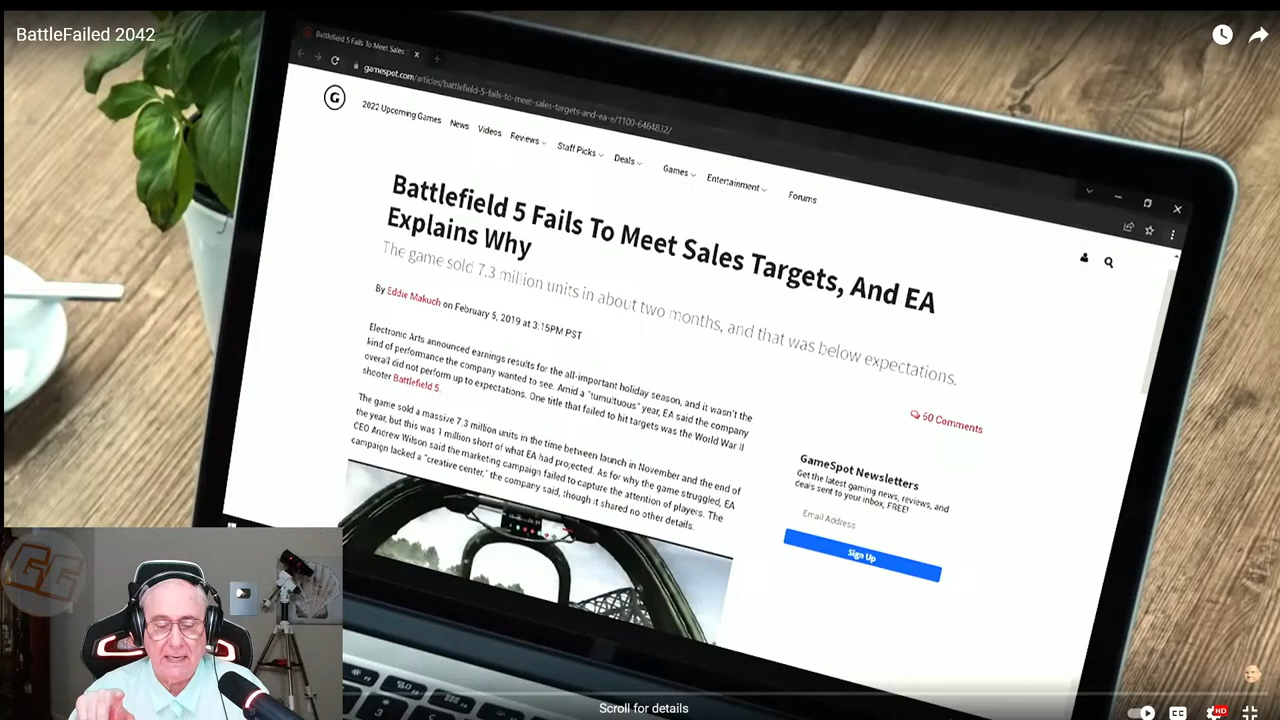 BattleFailed 2042
Battlefield 5 Fails To Meet Sales
gamespot.com/articles/battlefield-5-fails-to-meet-sales-targets-and-ea-e/1100-6464832/
G
2022 Upcoming Games News Videos Reviews Staff Picks Deals Games Entertainment Forums
Battlefield 5 Fails To Meet Sales Targets, And EA
Explains Why
The game sold 7.3 million units in about two months, and that was below expectations.
By Eddie Makuch on February 5, 2019 at 3:15PM PST
60 Comments
Electronic Arts announced earnings results for the all-important holiday season, and it wasn't the
kind of performance the company wanted to see. Amid a "tumultuous" year, EA said the company
overall did not perform up to expectations. One title that failed to hit targets was the World War II
shooter Battlefield 5.
The game sold a massive 7.3 million units in the time between launch in November and the end of
the year, but this was 1 million short of what EA had projected. As for why the game struggled, EA
CEO Andrew Wilson said the marketing campaign failed to capture the attention of players. The
campaign lacked a "creative center," the company said, though it shared no other details.
GameSpot Newsletters
Get the latest gaming news, reviews, and
deals sent to your inbox, FREE!
Email Address
Sign Up
GG
Scroll for details
CC
HD